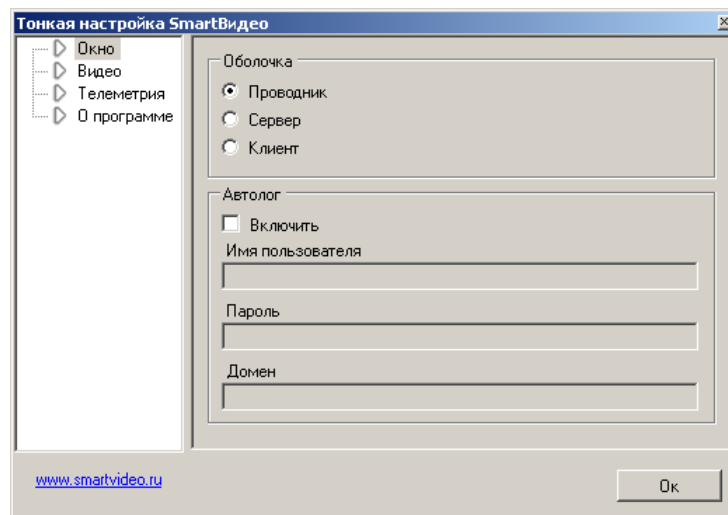 Тонкая настройка SmartВидео
Окно
Видео
Телеметрия
О программе
Оболочка
Проводник
Сервер
Клиент
Автолог
Включить
Имя пользователя
Пароль
Домен
www.smartvideo.ru
Ок